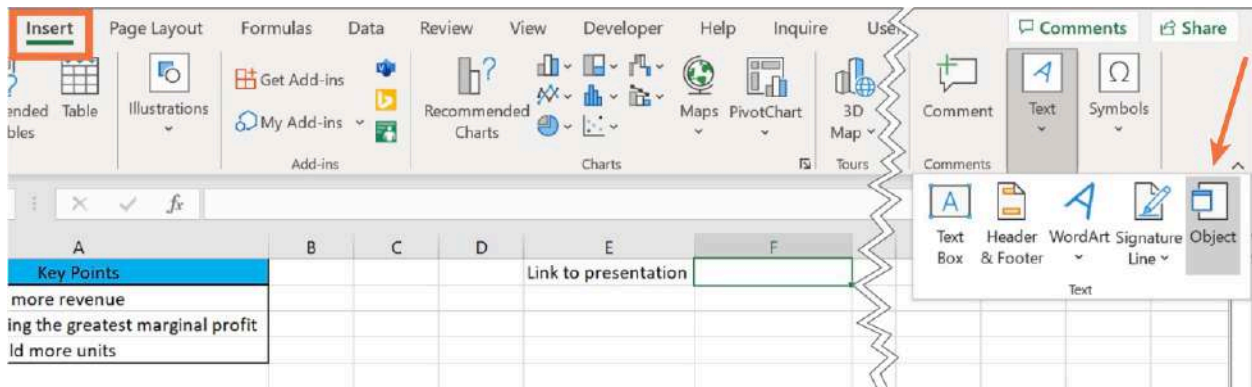 Insert Page Layout Formulas Data Review View Developer Help Inquire Comments Share
Table Illustrations Get Add-ins Recommended Maps PivotChart 3D Comment Text Symbols
My Add-ins Charts Map
Add-ins Charts Tours Comments
fx
A Text Header WordArt Signature Object
Box & Footer Line
Text
A B C D E F
Key Points Link to presentation
more revenue
ing the greatest marginal profit
ld more units